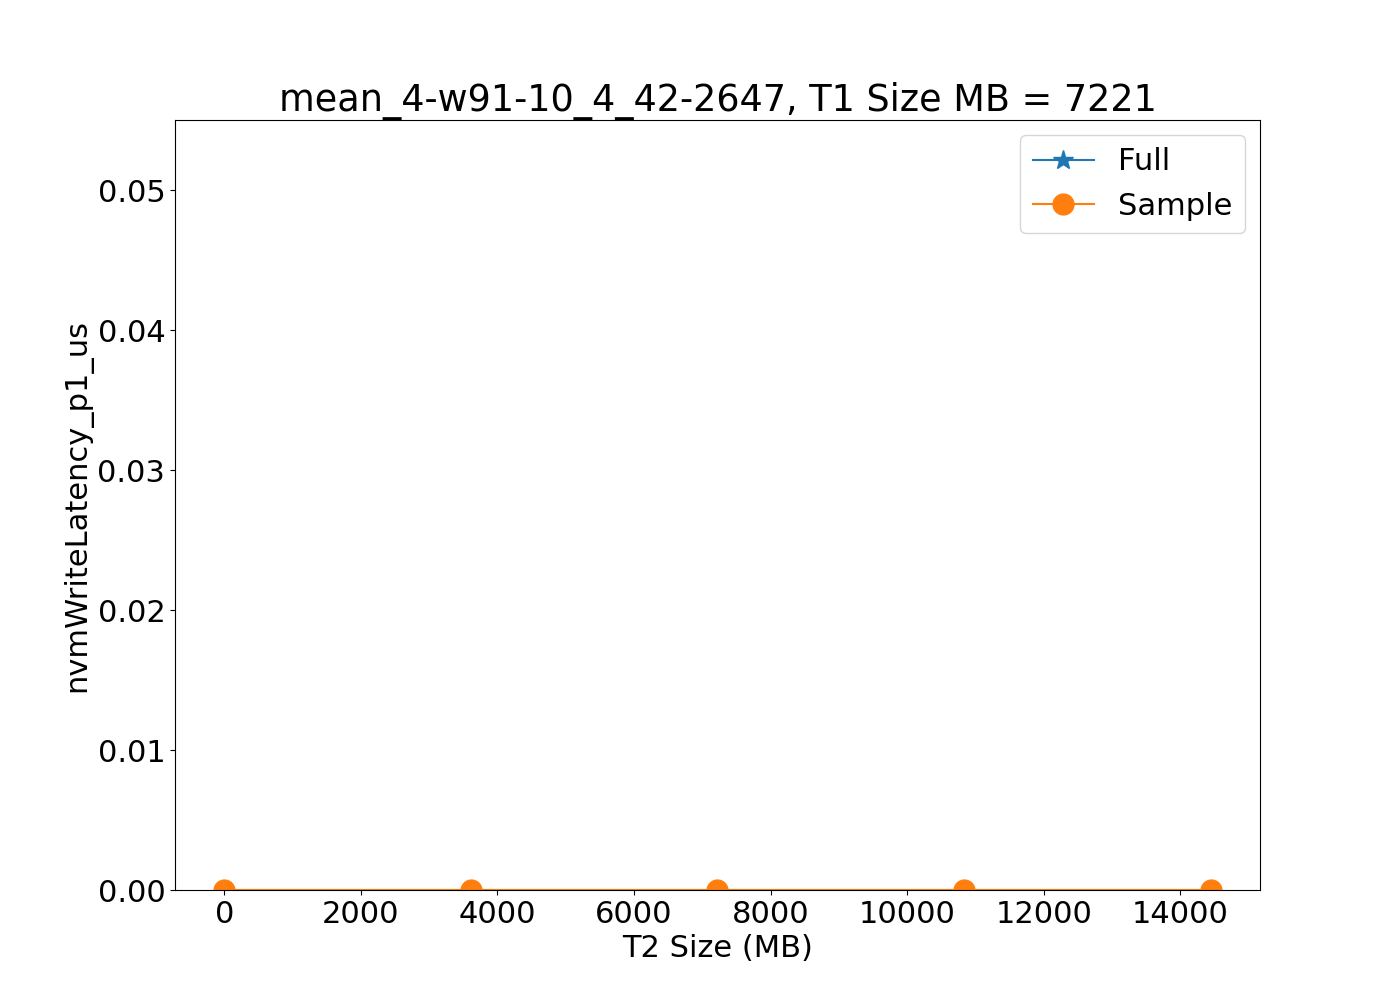 mean_4-w91-10_4_42-2647, T1 Size MB = 7221
Full
Sample
nvmWriteLatency_p1_us
0.05
0.04
0.03
0.02
0.01
0.00
0 2000 4000 6000 8000 10000 12000 14000
T2 Size (MB)